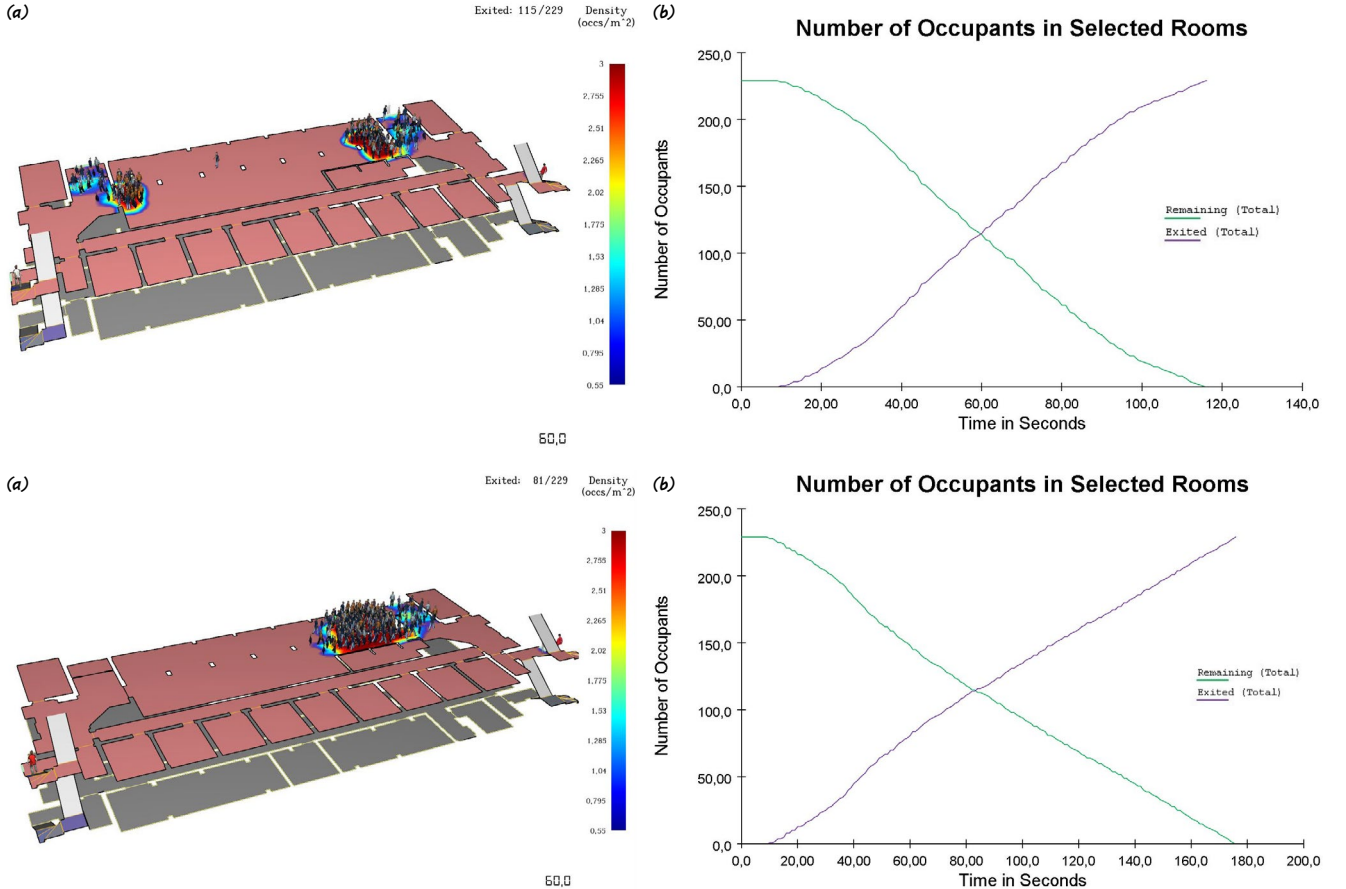 (a)
Exited: 115/229
Density
(occs/m^2)
3
2,755
2,51
2,265
2,02
1,775
1,53
1,285
1,04
0,795
0,55
60,0
(b)
Number of Occupants in Selected Rooms
Number of Occupants
250,0
200,0
150,0
100,0
50,00
0,0
0,0 20,00 40,00 60,00 80,00 100,0 120,0 140,0
Time in Seconds
Remaining (Total)
Exited (Total)
(a)
Exited: 81/229
Density
(occs/m^2)
3
2,755
2,51
2,265
2,02
1,775
1,53
1,285
1,04
0,795
0,55
60,0
(b)
Number of Occupants in Selected Rooms
Number of Occupants
250,0
200,0
150,0
100,0
50,00
0,0
0,0 20,00 40,00 60,00 80,00 100,0 120,0 140,0 160,0 180,0 200,0
Time in Seconds
Remaining (Total)
Exited (Total)